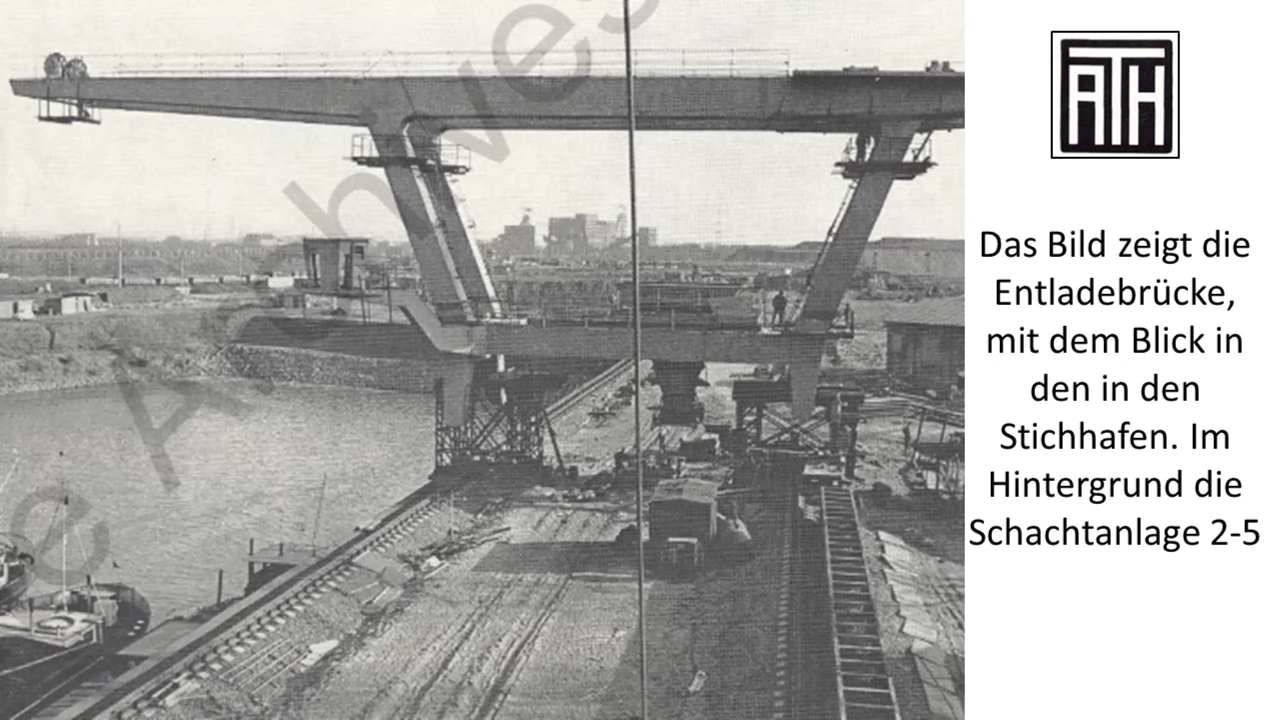 ATH
Das Bild zeigt die
Entladebrücke,
mit dem Blick in
den in den
Stichhafen. Im
Hintergrund die
Schachtanlage 2-5
e Archives